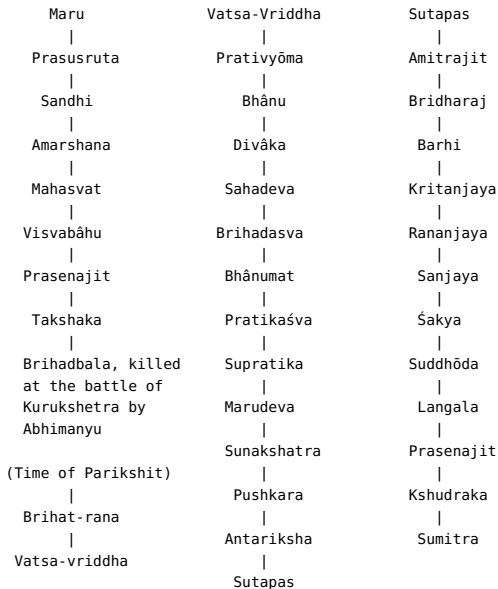 Maru
Prasusruta
Sandhi
Amarshana
Mahasvat
Visvabâhu
Prasenajit
Takshaka
Brihadbala, killed
at the battle of
Kurukshetra by
Abhimanyu
(Time of Parikshit)
Brihat-rana
Vatsa-vriddha
Vatsa-Vriddha
Prativyōma
Bhânu
Divâka
Sahadeva
Brihadasva
Bhânumat
Pratikaśva
Supratika
Marudeva
Sunakshatra
Pushkara
Antariksha
Sutapas
Sutapas
Amitrajit
Bridharaj
Barhi
Kritanjaya
Rananjaya
Sanjaya
Śakya
Suddhōda
Langala
Prasenajit
Kshudraka
Sumitra